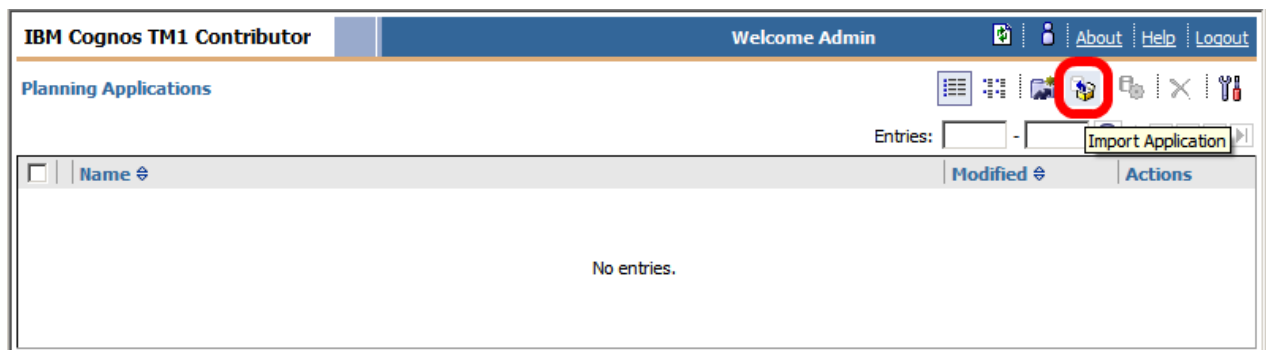 IBM Cognos TM1 Contributor Welcome Admin About Help Logout
Planning Applications
Entries: -
Import Application
Name Modified Actions
No entries.